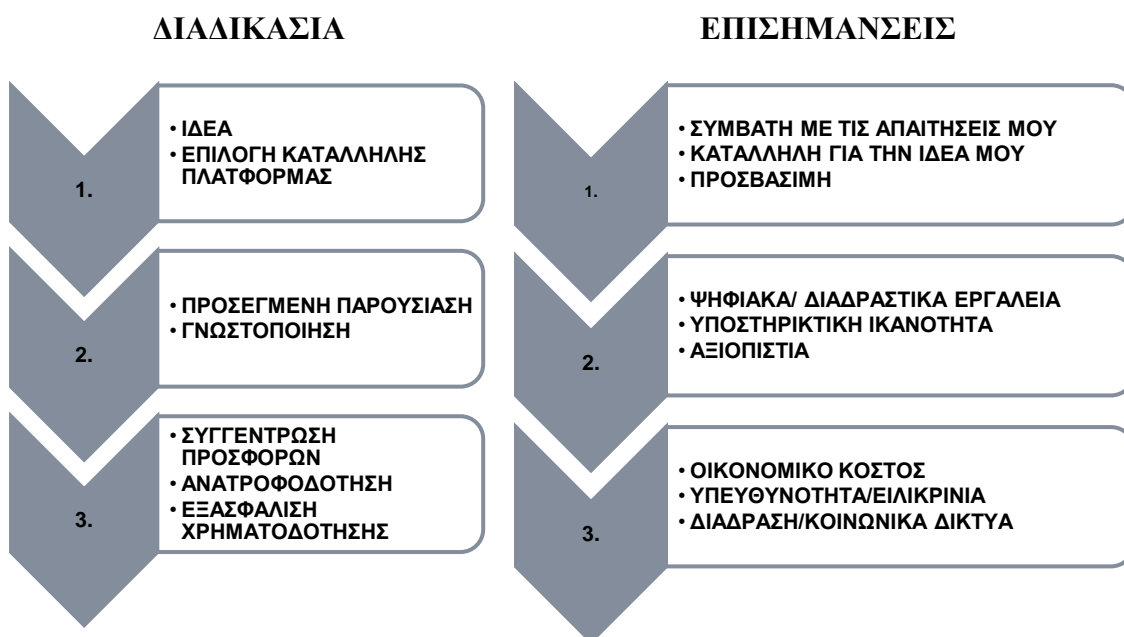 ΔΙΑΔΙΚΑΣΙΑ
1.
• ΙΔΕΑ
• ΕΠΙΛΟΓΗ ΚΑΤΑΛΛΗΛΗΣ
ΠΛΑΤΦΟΡΜΑΣ
2.
• ΠΡΟΣΕΓΜΕΝΗ ΠΑΡΟΥΣΙΑΣΗ
• ΓΝΩΣΤΟΠΟΙΗΣΗ
3.
• ΣΥΓΓΕΝΤΡΩΣΗ
ΠΡΟΣΦΟΡΩΝ
• ΑΝΑΤΡΟΦΟΔΟΤΗΣΗ
• ΕΞΑΣΦΑΛΙΣΗ
ΧΡΗΜΑΤΟΔΟΤΗΣΗΣ
ΕΠΙΣΗΜΑΝΣΕΙΣ
1.
• ΣΥΜΒΑΤΗ ΜΕ ΤΙΣ ΑΠΑΙΤΗΣΕΙΣ ΜΟΥ
• ΚΑΤΑΛΛΗΛΗ ΓΙΑ ΤΗΝ ΙΔΕΑ ΜΟΥ
• ΠΡΟΣΒΑΣΙΜΗ
2.
• ΨΗΦΙΑΚΑ/ ΔΙΑΔΡΑΣΤΙΚΑ ΕΡΓΑΛΕΙΑ
• ΥΠΟΣΤΗΡΙΚΤΙΚΗ ΙΚΑΝΟΤΗΤΑ
• ΑΞΙΟΠΙΣΤΙΑ
3.
• ΟΙΚΟΝΟΜΙΚΟ ΚΟΣΤΟΣ
• ΥΠΕΥΘΥΝΟΤΗΤΑ/ΕΙΛΙΚΡΙΝΙΑ
• ΔΙΑΔΡΑΣΗ/ΚΟΙΝΩΝΙΚΑ ΔΙΚΤΥΑ